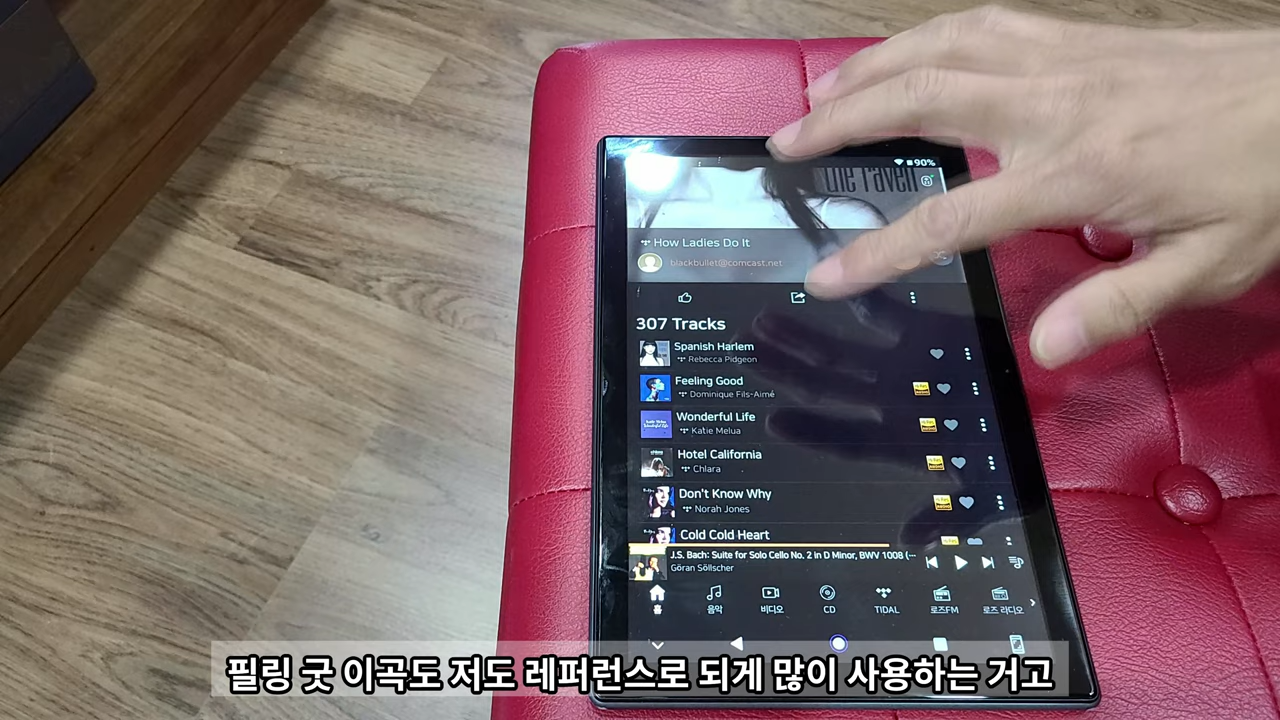 90%
the raven
How Ladies Do It
blackbullet@comcast.net
307 Tracks
Spanish Harlem
Rebecca Pidgeon
Feeling Good
Dominique Fils-Aimé
Wonderful Life
Katie Melua
Hotel California
Chlara
Don't Know Why
Norah Jones
Cold Cold Heart
J.S. Bach: Suite for Solo Cello No. 2 in D Minor, BWV 1008 (···
Göran Söllscher
홈 음악 비디오 CD TIDAL 로즈FM 로즈 라디오
필링 굿 이곡도 저도 레퍼런스로 되게 많이 사용하는 거고